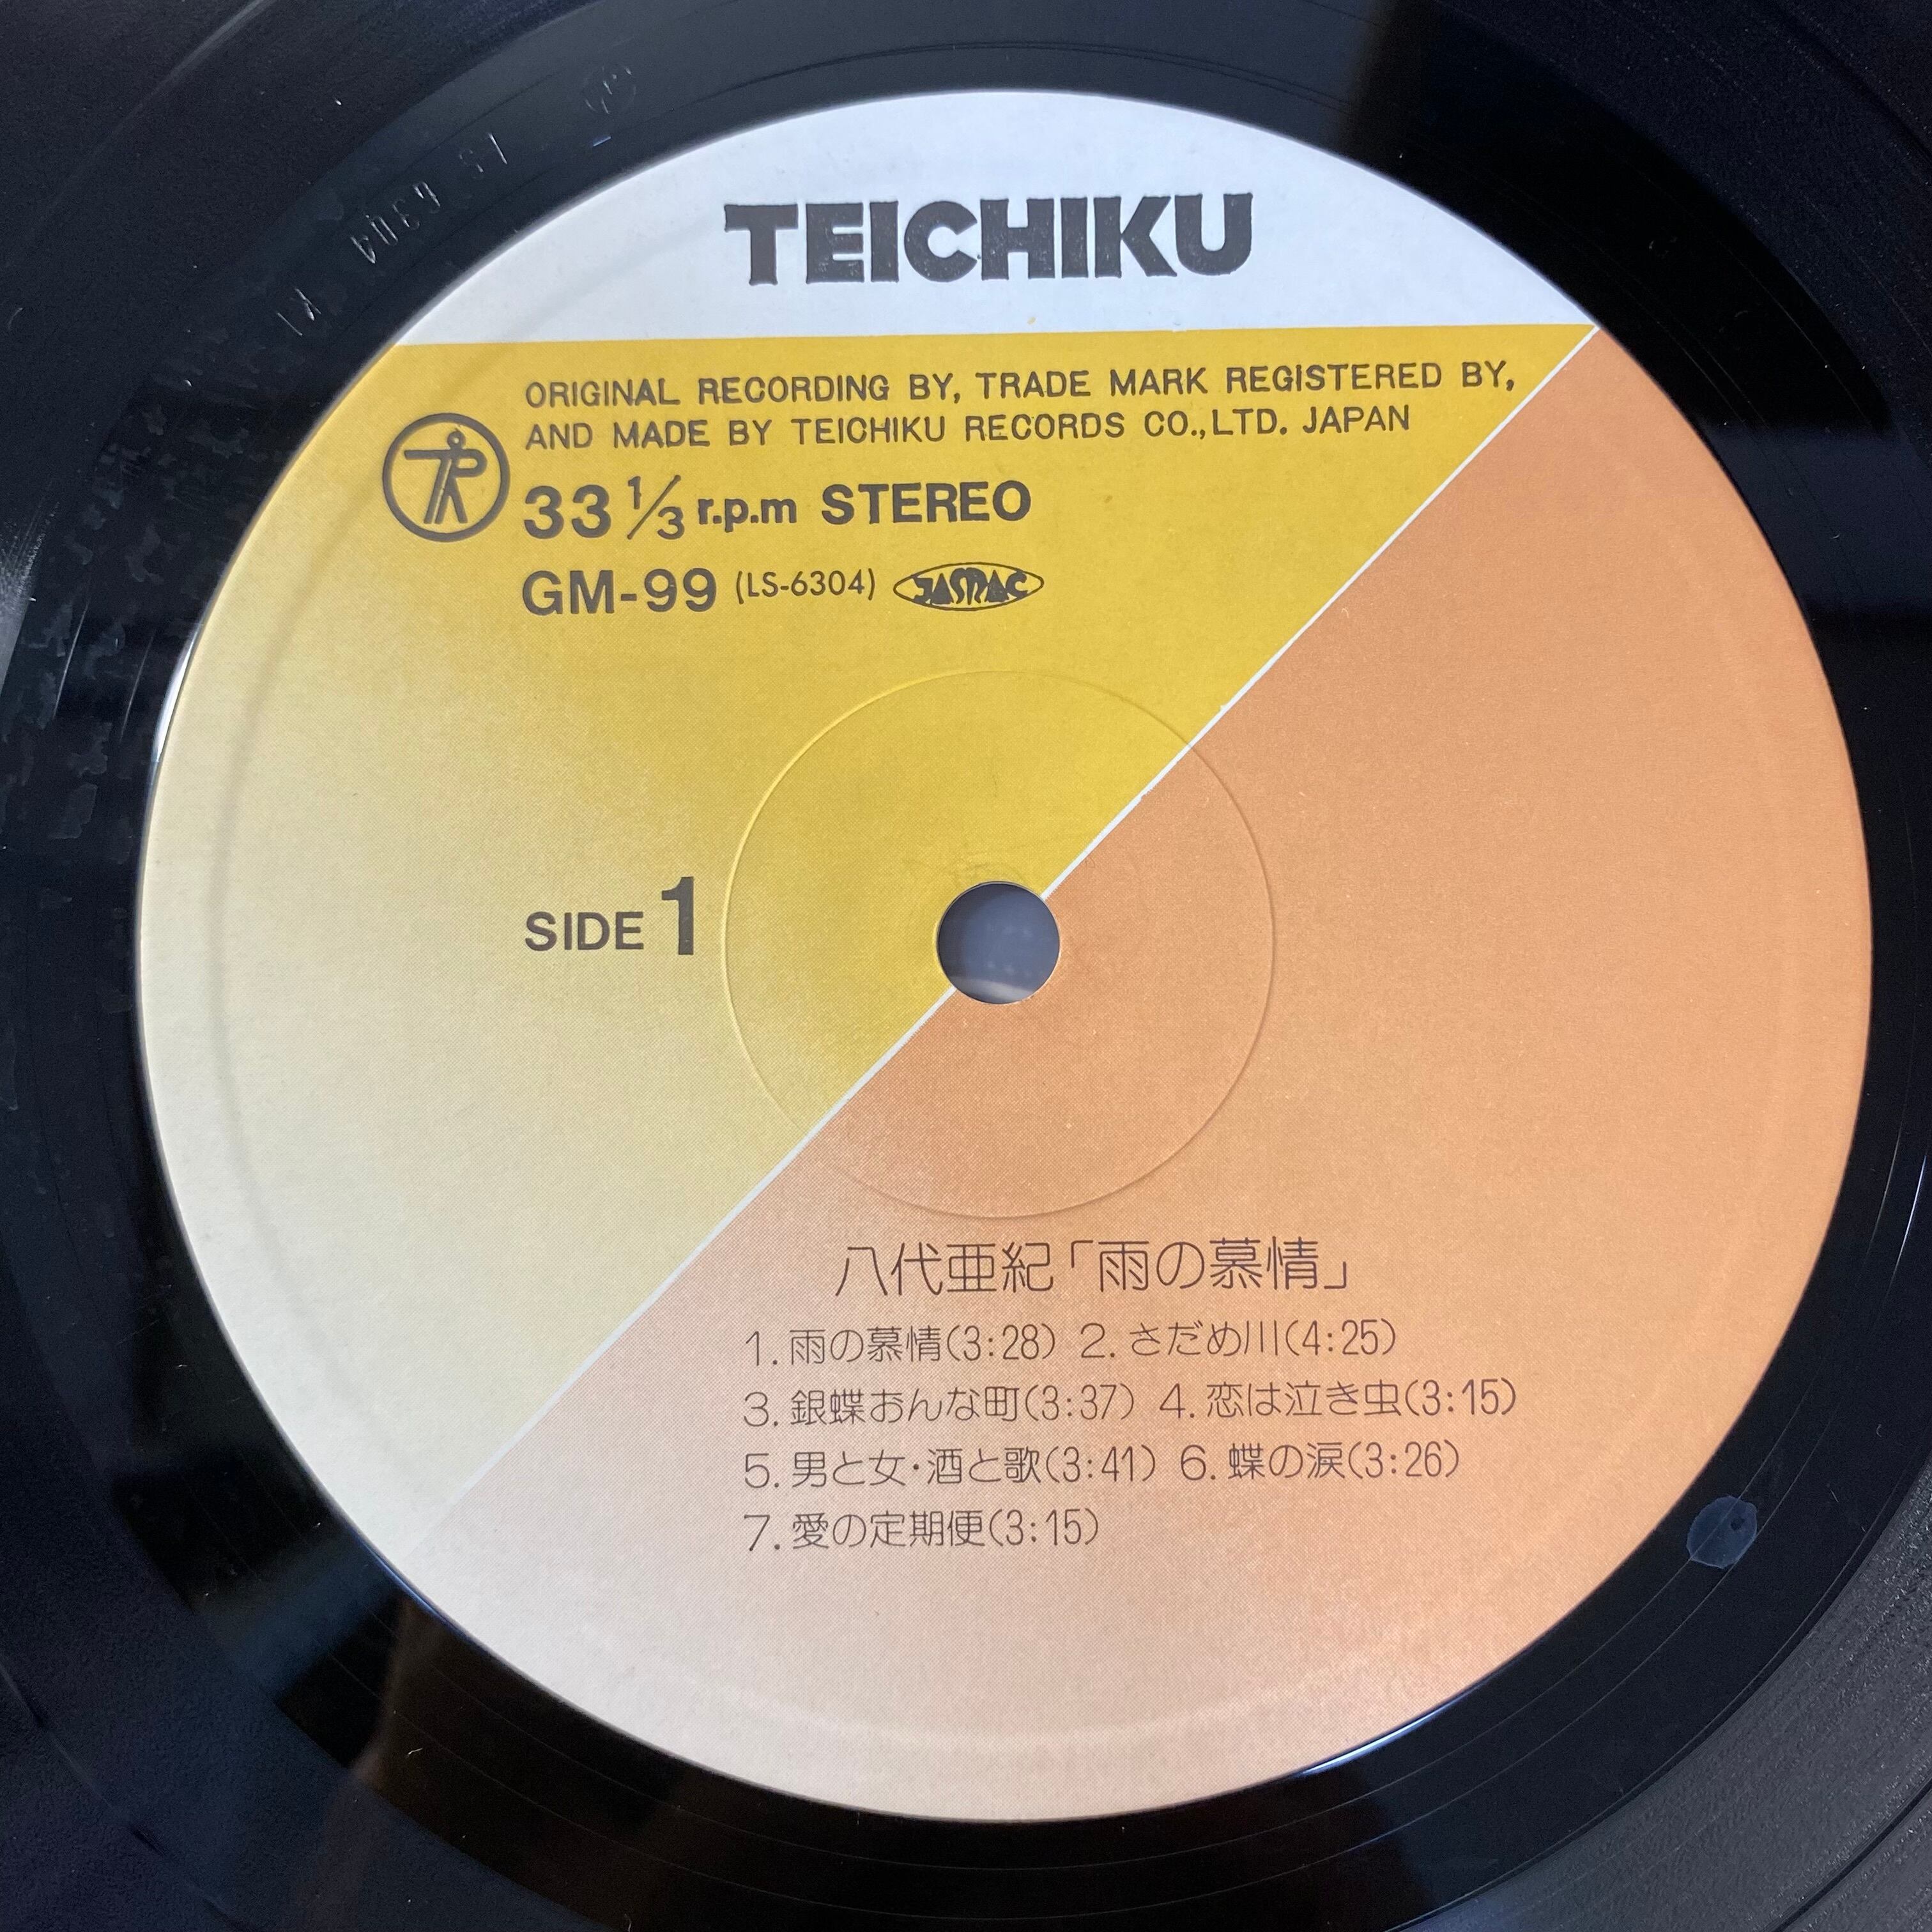 TEICHIKU
ORIGINAL RECORDING BY, TRADE MARK REGISTERED BY,
AND MADE BY TEICHIKU RECORDS CO., LTD. JAPAN
33 1/3 r.p.m STEREO
GM-99 (LS-6304) JASRAC
SIDE 1
八代亜紀「雨の慕情」
1. 雨の慕情(3:28) 2. さだめ川(4:25)
3. 銀蝶おんな町(3:37) 4. 恋は泣き虫(3:15)
5. 男と女・酒と歌(3:41) 6. 蝶の涙(3:26)
7. 愛の定期便(3:15)